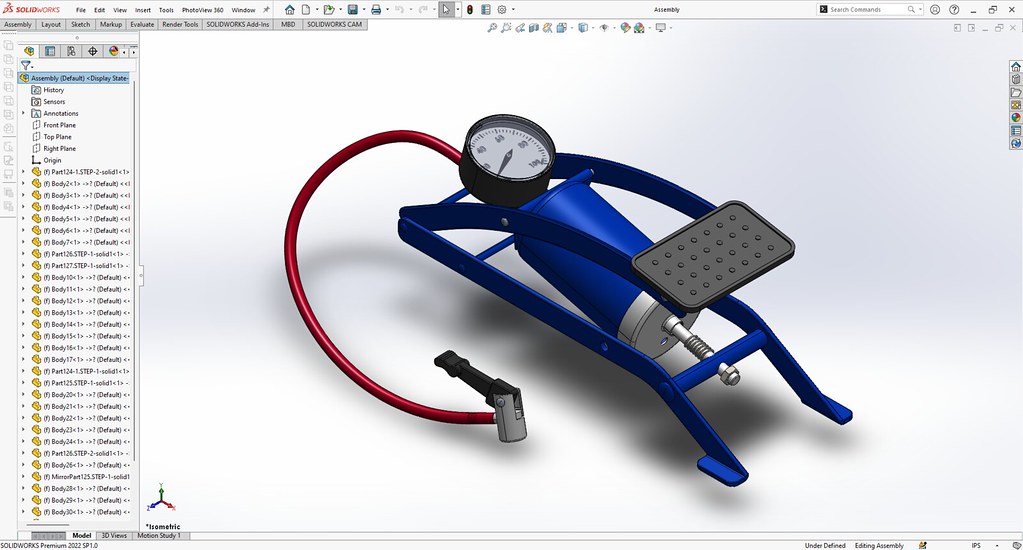 SOLIDWORKS File Edit View Insert Tools PhotoView 360 Window Assembly Search Commands
Assembly Layout Sketch Markup Evaluate Render Tools SOLIDWORKS Add-Ins MBD SOLIDWORKS CAM
Assembly (Default) <Display State-
History
Sensors
Annotations
Front Plane
Top Plane
Right Plane
Origin
(f) Part124-1.STEP-2-solid1<1>
(f) Body2<1> ->? (Default) <<I
(f) Body3<1> ->? (Default) <<I
(f) Body4<1> ->? (Default) <<I
(f) Body5<1> ->? (Default) <<I
(f) Body6<1> ->? (Default) <<I
(f) Body7<1> ->? (Default) <<I
(f) Part126.STEP-1-solid1<1> -
(f) Part127.STEP-1-solid1<1> -
(f) Body10<1> ->? (Default) <
(f) Body11<1> ->? (Default) <
(f) Body12<1> ->? (Default) <
(f) Body13<1> ->? (Default) <
(f) Body14<1> ->? (Default) <
(f) Body15<1> ->? (Default) <
(f) Body16<1> ->? (Default) <
(f) Body17<1> ->? (Default) <
(f) Part124-1.STEP-1-solid1<1>
(f) Part125.STEP-1-solid1<1> -
(f) Body20<1> ->? (Default) <
(f) Body21<1> ->? (Default) <
(f) Body22<1> ->? (Default) <
(f) Body23<1> ->? (Default) <
(f) Body24<1> ->? (Default) <
(f) Part126.STEP-2-solid1<1> -
(f) Body26<1> ->? (Default) <
(f) MirrorPart125.STEP-1-solid1
(f) Body28<1> ->? (Default) <
(f) Body29<1> ->? (Default) <
(f) Body30<1> ->? (Default) <
60
80
100
Y
Z
X
*Isometric
Model 3D Views Motion Study 1
SOLIDWORKS Premium 2022 SP1.0 Under Defined Editing Assembly IPS